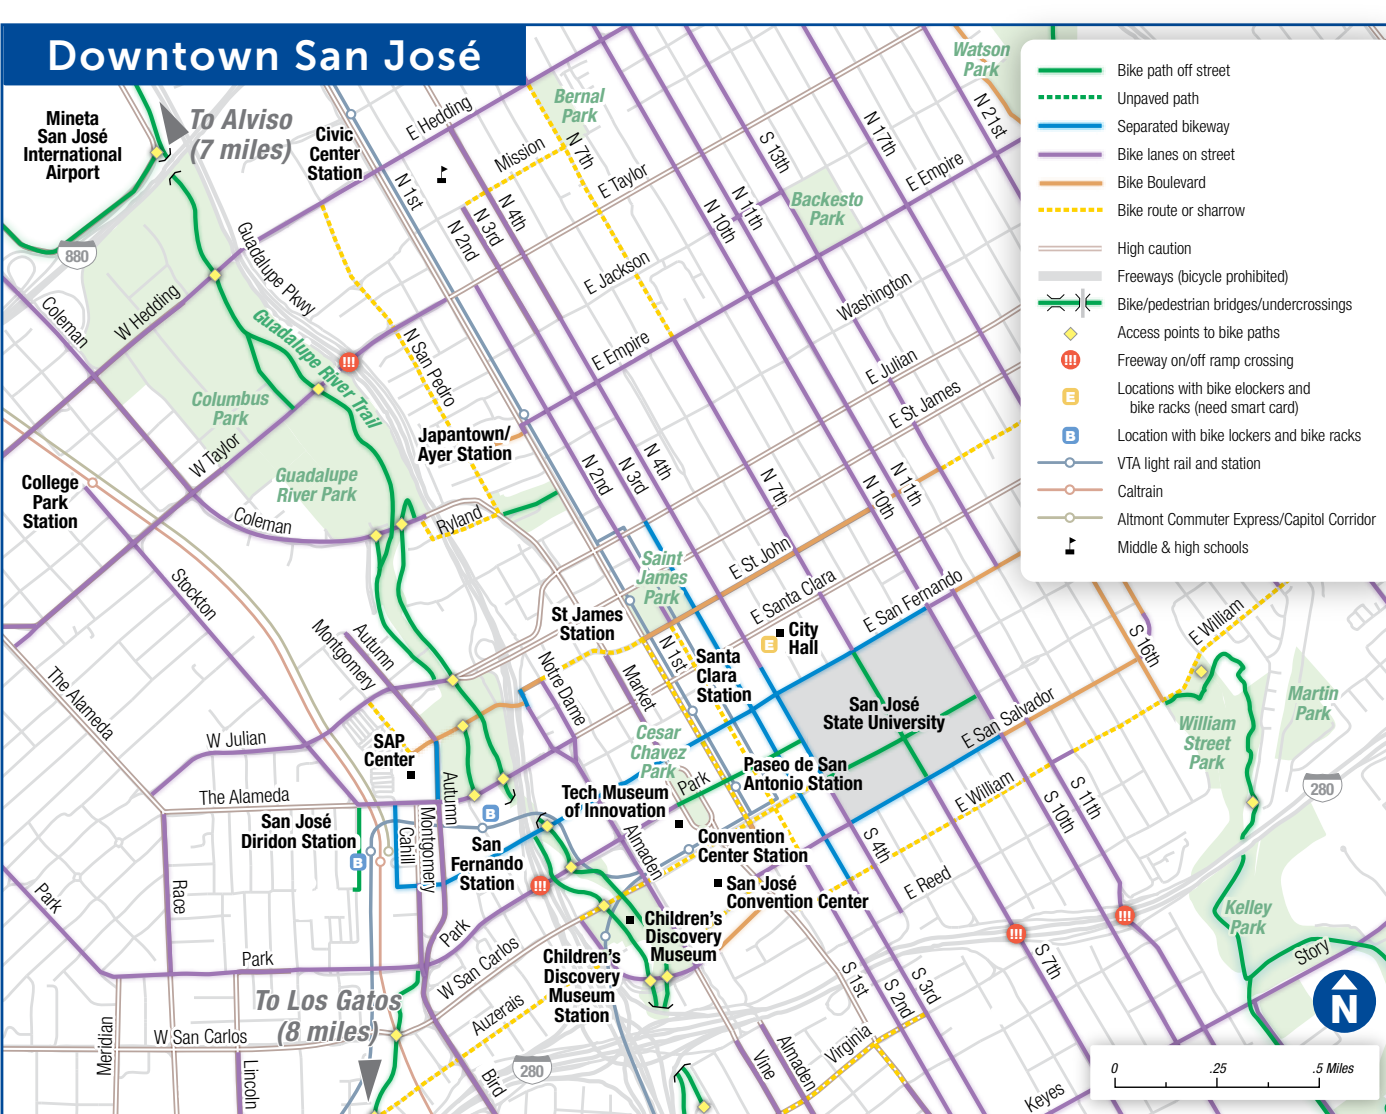 Downtown San José
Mineta
San José
International
Airport
To Alviso
(7 miles)
Civic
Center
Station
E Hedding
Mission
Bernal
Park
N 7th
E Taylor
N 1st
N 2nd
N 3rd
N 4th
S 13th
N 17th
N 21st
Watson
Park
E Empire
Backesto
Park
N 10th
N 11th
880
Coleman
W Hedding
Guadalupe Pkwy
Guadalupe River Trail
!!!
N San Pedro
E Jackson
E Empire
Washington
E Julian
E St James
Columbus
Park
W Taylor
Guadalupe
River Park
Japantown/
Ayer Station
College
Park
Station
Coleman
Ryland
N 2nd
N 3rd
N 4th
N 7th
N 10th
N 11th
Stockton
Saint
James
Park
E St John
E Santa Clara
E San Fernando
St James
Station
City
Hall
E
Montgomery
Autumn
Notre Dame
Market
N 1st
Santa
Clara
Station
San José
State University
E San Salvador
S 16th
E William
The Alameda
W Julian
SAP
Center
Cesar
Chavez
Park
Park
Paseo de San
Antonio Station
William
Street
Park
Martin
Park
280
The Alameda
Autumn
B
Tech Museum
of Innovation
E William
S 10th
S 11th
San José
Diridon Station
B
Cahill
Montgomery
San
Fernando
Station
!!!
Almaden
Convention
Center Station
San José
Convention Center
S 4th
E Reed
Park
Race
Park
Park
W San Carlos
Children's
Discovery
Museum
Children's
Discovery
Museum
Station
!!!
!!!
Kelley
Park
Story
S 7th
S 1st
S 2nd
S 3rd
To Los Gatos
(8 miles)
Auzerais
W San Carlos
Meridian
Lincoln
Bird
280
Vine
Almaden
Virginia
Keyes
N
0 .25 .5 Miles
Bike path off street
Unpaved path
Separated bikeway
Bike lanes on street
Bike Boulevard
Bike route or sharrow
High caution
Freeways (bicycle prohibited)
Bike/pedestrian bridges/undercrossings
Access points to bike paths
!!! Freeway on/off ramp crossing
E Locations with bike elockers and
bike racks (need smart card)
B Location with bike lockers and bike racks
VTA light rail and station
Caltrain
Altmont Commuter Express/Capitol Corridor
Middle & high schools